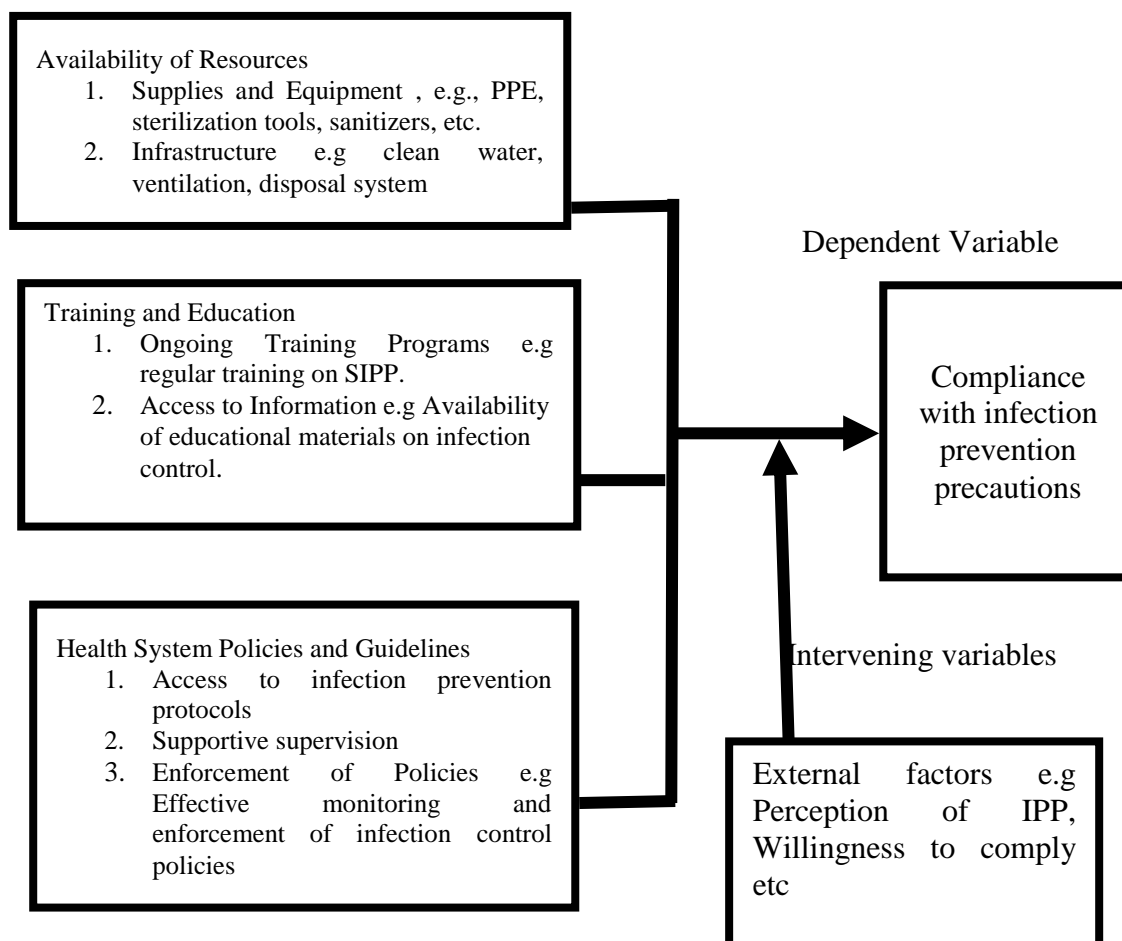 Availability of Resources
1. Supplies and Equipment , e.g., PPE,
sterilization tools, sanitizers, etc.
2. Infrastructure e.g clean water,
ventilation, disposal system
Training and Education
1. Ongoing Training Programs e.g
regular training on SIPP.
2. Access to Information e.g Availability
of educational materials on infection
control.
Health System Policies and Guidelines
1. Access to infection prevention
protocols
2. Supportive supervision
3. Enforcement of Policies e.g
Effective monitoring and
enforcement of infection control
policies
Dependent Variable
Compliance
with infection
prevention
precautions
Intervening variables
External factors e.g
Perception of IPP,
Willingness to comply
etc